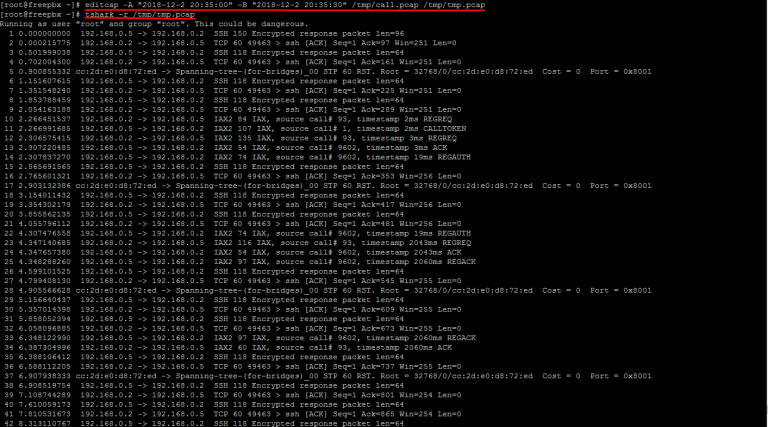 [root@freepbx ~]# editcap -A "2018-12-2 20:35:00" -B "2018-12-2 20:35:30" /tmp/call.pcap /tmp/tmp.pcap
[root@freepbx ~]# tshark -r /tmp/tmp.pcap
Running as user "root" and group "root". This could be dangerous.
1 0.000000000 192.168.0.5 -> 192.168.0.2 SSH 150 Encrypted response packet len=96
2 0.000215775 192.168.0.2 -> 192.168.0.5 TCP 60 49463 > ssh [ACK] Seq=1 Ack=97 Win=251 Len=0
3 0.501999038 192.168.0.5 -> 192.168.0.2 SSH 118 Encrypted response packet len=64
4 0.702004300 192.168.0.2 -> 192.168.0.5 TCP 60 49463 > ssh [ACK] Seq=1 Ack=161 Win=251 Len=0
5 0.900855332 cc:2d:e0:d8:72:ed -> Spanning-tree-(for-bridges)_00 STP 60 RST. Root = 32768/0/cc:2d:e0:d8:72:ed Cost = 0 Port = 0x8001
6 1.151607615 192.168.0.5 -> 192.168.0.2 SSH 118 Encrypted response packet len=64
7 1.351548240 192.168.0.2 -> 192.168.0.5 TCP 60 49463 > ssh [ACK] Seq=1 Ack=225 Win=251 Len=0
8 1.853788459 192.168.0.5 -> 192.168.0.2 SSH 118 Encrypted response packet len=64
9 2.054163188 192.168.0.2 -> 192.168.0.5 TCP 60 49463 > ssh [ACK] Seq=1 Ack=289 Win=251 Len=0
10 2.266451537 192.168.0.5 -> 192.168.0.2 IAX2 84 IAX, source call# 93, timestamp 2ms REGREQ
11 2.266991685 192.168.0.2 -> 192.168.0.5 IAX2 107 IAX, source call# 1, timestamp 2ms CALLTOKEN
12 2.306575415 192.168.0.5 -> 192.168.0.2 IAX2 135 IAX, source call# 93, timestamp 3ms REGREQ
13 2.307220485 192.168.0.2 -> 192.168.0.5 IAX2 54 IAX, source call# 9602, timestamp 3ms ACK
14 2.307837270 192.168.0.2 -> 192.168.0.5 IAX2 74 IAX, source call# 9602, timestamp 19ms REGAUTH
15 2.565691565 192.168.0.5 -> 192.168.0.2 SSH 118 Encrypted response packet len=64
16 2.765601321 192.168.0.2 -> 192.168.0.5 TCP 60 49463 > ssh [ACK] Seq=1 Ack=353 Win=256 Len=0
17 2.903132386 cc:2d:e0:d8:72:ed -> Spanning-tree-(for-bridges)_00 STP 60 RST. Root = 32768/0/cc:2d:e0:d8:72:ed Cost = 0 Port = 0x8001
18 3.154011432 192.168.0.5 -> 192.168.0.2 SSH 118 Encrypted response packet len=64
19 3.354302179 192.168.0.2 -> 192.168.0.5 TCP 60 49463 > ssh [ACK] Seq=1 Ack=417 Win=256 Len=0
20 3.855862135 192.168.0.5 -> 192.168.0.2 SSH 118 Encrypted response packet len=64
21 4.055796112 192.168.0.2 -> 192.168.0.5 TCP 60 49463 > ssh [ACK] Seq=1 Ack=481 Win=256 Len=0
22 4.307476558 192.168.0.2 -> 192.168.0.5 IAX2 74 IAX, source call# 9602, timestamp 19ms REGAUTH
23 4.347140685 192.168.0.5 -> 192.168.0.2 IAX2 116 IAX, source call# 93, timestamp 2043ms REGREQ
24 4.347657380 192.168.0.2 -> 192.168.0.5 IAX2 54 IAX, source call# 9602, timestamp 2043ms ACK
25 4.348288260 192.168.0.2 -> 192.168.0.5 IAX2 97 IAX, source call# 9602, timestamp 2060ms REGACK
26 4.599101525 192.168.0.5 -> 192.168.0.2 SSH 118 Encrypted response packet len=64
27 4.799408130 192.168.0.2 -> 192.168.0.5 TCP 60 49463 > ssh [ACK] Seq=1 Ack=545 Win=255 Len=0
28 4.905566628 cc:2d:e0:d8:72:ed -> Spanning-tree-(for-bridges)_00 STP 60 RST. Root = 32768/0/cc:2d:e0:d8:72:ed Cost = 0 Port = 0x8001
29 5.156640437 192.168.0.5 -> 192.168.0.2 SSH 118 Encrypted response packet len=64
30 5.357014398 192.168.0.2 -> 192.168.0.5 TCP 60 49463 > ssh [ACK] Seq=1 Ack=609 Win=255 Len=0
31 5.858052394 192.168.0.5 -> 192.168.0.2 SSH 118 Encrypted response packet len=64
32 6.058096885 192.168.0.2 -> 192.168.0.5 TCP 60 49463 > ssh [ACK] Seq=1 Ack=673 Win=255 Len=0
33 6.348122990 192.168.0.2 -> 192.168.0.5 IAX2 97 IAX, source call# 9602, timestamp 2060ms REGACK
34 6.387304996 192.168.0.5 -> 192.168.0.2 IAX2 60 IAX, source call# 93, timestamp 2060ms ACK
35 6.388106412 192.168.0.5 -> 192.168.0.2 SSH 118 Encrypted response packet len=64
36 6.588112205 192.168.0.2 -> 192.168.0.5 TCP 60 49463 > ssh [ACK] Seq=1 Ack=737 Win=255 Len=0
37 6.907938333 cc:2d:e0:d8:72:ed -> Spanning-tree-(for-bridges)_00 STP 60 RST. Root = 32768/0/cc:2d:e0:d8:72:ed Cost = 0 Port = 0x8001
38 6.908519754 192.168.0.5 -> 192.168.0.2 SSH 118 Encrypted response packet len=64
39 7.108744289 192.168.0.2 -> 192.168.0.5 TCP 60 49463 > ssh [ACK] Seq=1 Ack=801 Win=254 Len=0
40 7.610059173 192.168.0.5 -> 192.168.0.2 SSH 118 Encrypted response packet len=64
41 7.810531673 192.168.0.2 -> 192.168.0.5 TCP 60 49463 > ssh [ACK] Seq=1 Ack=865 Win=254 Len=0
42 8.313110767 192.168.0.5 -> 192.168.0.2 SSH 118 Encrypted response packet len=64